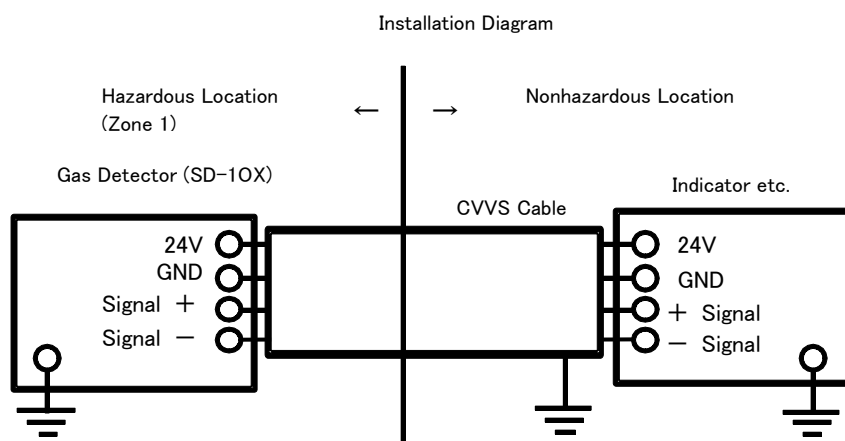 Installation Diagram
Hazardous Location
(Zone 1)
← →
Nonhazardous Location
Gas Detector (SD-1OX)
Indicator etc.
CVVS Cable
24V
GND
Signal +
Signal −
24V
GND
+ Signal
− Signal